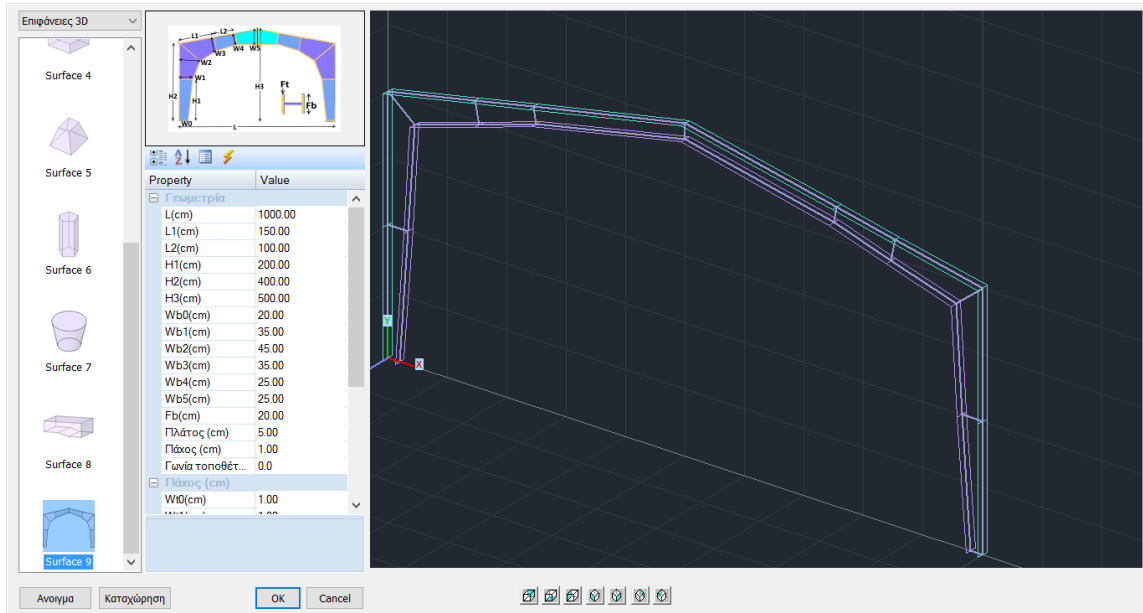 Επιφάνειες 3D
Surface 4
Surface 5
Surface 6
Surface 7
Surface 8
Surface 9
L1
L2
W3
W4
W5
W2
W1
H2
H1
H3
Ft
Fb
W0
L
Property Value
Γεωμετρία
L(cm) 1000.00
L1(cm) 150.00
L2(cm) 100.00
H1(cm) 200.00
H2(cm) 400.00
H3(cm) 500.00
Wb0(cm) 20.00
Wb1(cm) 35.00
Wb2(cm) 45.00
Wb3(cm) 35.00
Wb4(cm) 25.00
Wb5(cm) 25.00
Fb(cm) 20.00
Πλάτος (cm) 5.00
Πάχος (cm) 1.00
Γωνία τοποθέτ... 0.0
Πάχος (cm)
Wt0(cm) 1.00
Y
X
Ανοιγμα
Καταχώρηση
OK
Cancel